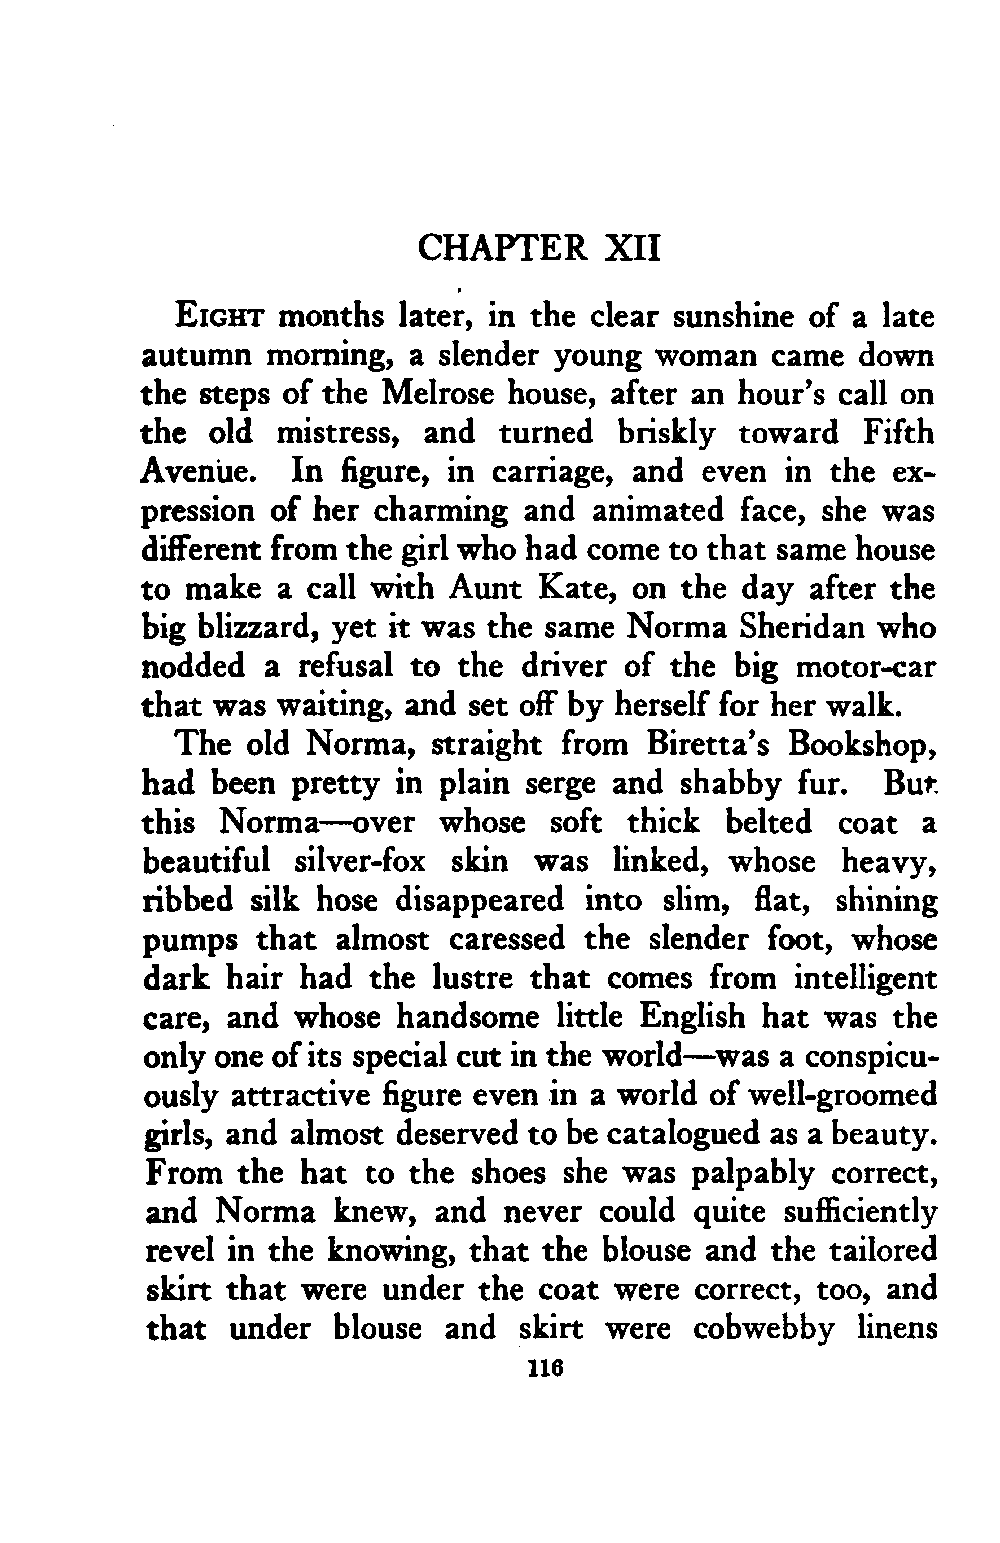 CHAPTER XII
EIGHT months later, in the clear sunshine of a late
autumn morning, a slender young woman came down
the steps of the Melrose house, after an hour's call on
the old mistress, and turned briskly toward Fifth
Avenue. In figure, in carriage, and even in the ex-
pression of her charming and animated face, she was
different from the girl who had come to that same house
to make a call with Aunt Kate, on the day after the
big blizzard, yet it was the same Norma Sheridan who
nodded a refusal to the driver of the big motor-car
that was waiting, and set off by herself for her walk.
The old Norma, straight from Biretta's Bookshop,
had been pretty in plain serge and shabby fur. But
this Norma—over whose soft thick belted coat a
beautiful silver-fox skin was linked, whose heavy,
ribbed silk hose disappeared into slim, flat, shining
pumps that almost caressed the slender foot, whose
dark hair had the lustre that comes from intelligent
care, and whose handsome little English hat was the
only one of its special cut in the world—was a conspicu-
ously attractive figure even in a world of well-groomed
girls, and almost deserved to be catalogued as a beauty.
From the hat to the shoes she was palpably correct,
and Norma knew, and never could quite sufficiently
revel in the knowing, that the blouse and the tailored
skirt that were under the coat were correct, too, and
that under blouse and skirt were cobwebby linens
116